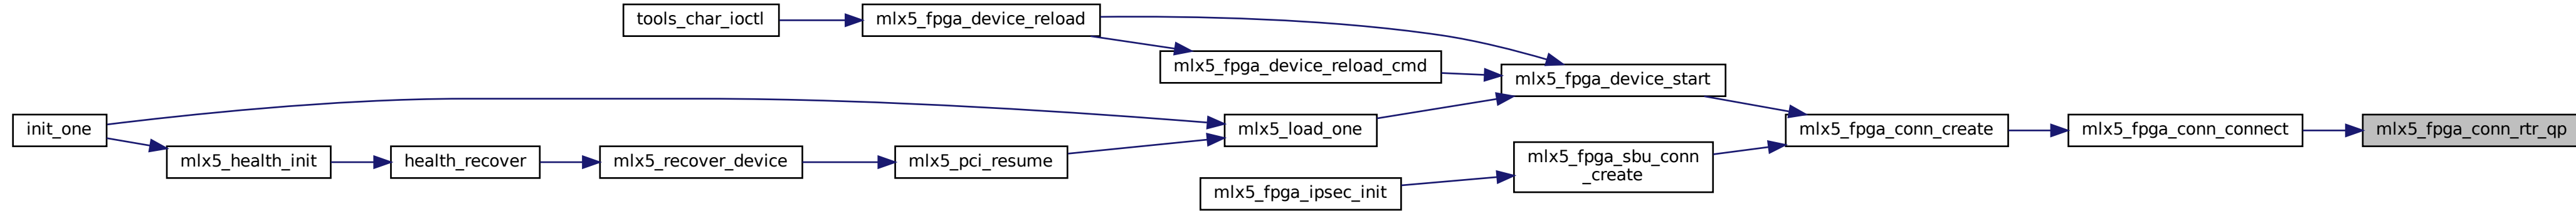 tools_char_ioctl
mlx5_fpga_device_reload
mlx5_fpga_device_reload_cmd
mlx5_fpga_device_start
init_one
mlx5_load_one
mlx5_fpga_conn_create
mlx5_fpga_conn_connect
mlx5_fpga_conn_rtr_qp
mlx5_health_init
health_recover
mlx5_recover_device
mlx5_pci_resume
mlx5_fpga_sbu_conn
_create
mlx5_fpga_ipsec_init